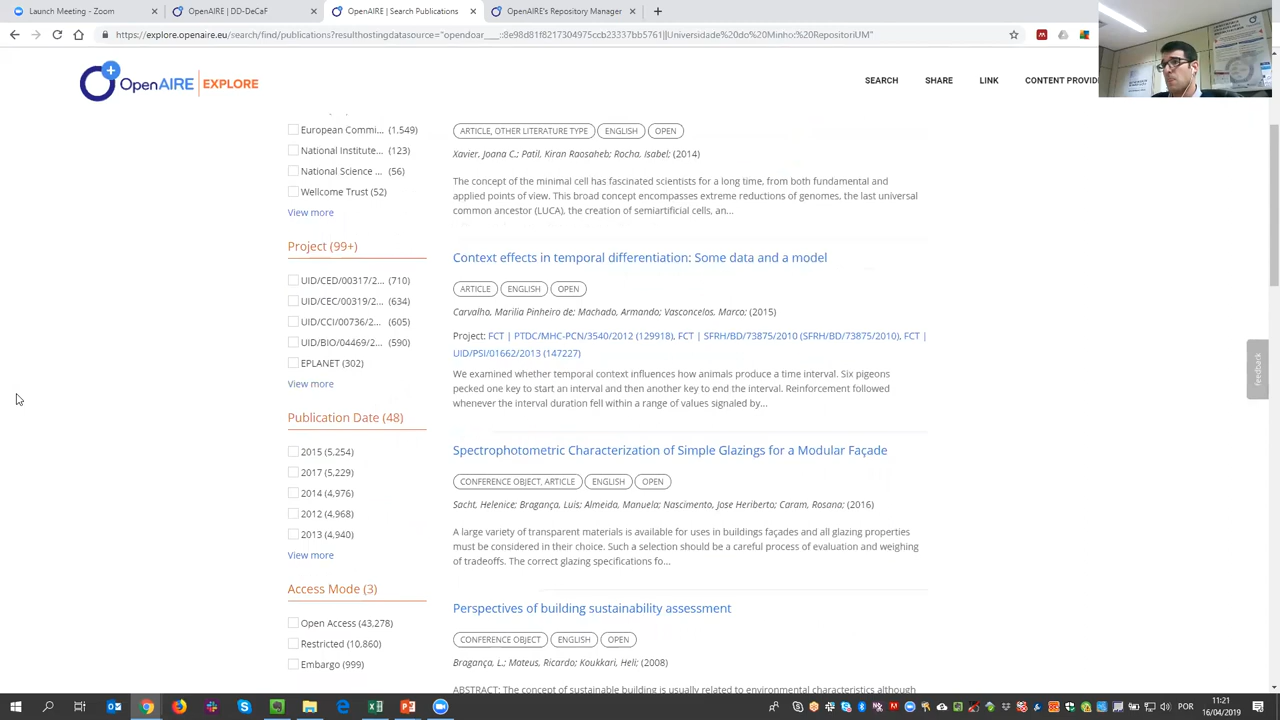 Launch Meeting - Zoom
OpenAIRE | DD-DeCaF
OpenAIRE | Search Publications
OpenAIRE's Repository Manager
https://explore.openaire.eu/search/find/publications?resulthostingdatasource="opendoar____::8e98d81f8217304975ccb23337bb5761||Universidade%20do%20Minho:%20RepositoriUM"
OpenAIRE | EXPLORE
SEARCH
SHARE
LINK
CONTENT PROVID
European Commi... (1.549)
National Institute... (123)
National Science ... (56)
Wellcome Trust (52)
View more
Project (99+)
UID/CED/00317/2... (710)
UID/CEC/00319/2... (634)
UID/CCI/00736/2... (605)
UID/BIO/04469/2... (590)
EPLANET (302)
View more
Publication Date (48)
2015 (5,254)
2017 (5,229)
2014 (4,976)
2012 (4,968)
2013 (4,940)
View more
Access Mode (3)
Open Access (43,278)
Restricted (10,860)
Embargo (999)
ARTICLE, OTHER LITERATURE TYPE ENGLISH OPEN
Xavier, Joana C.; Patil, Kiran Raosaheb; Rocha, Isabel; (2014)
The concept of the minimal cell has fascinated scientists for a long time, from both fundamental and
applied points of view. This broad concept encompasses extreme reductions of genomes, the last universal
common ancestor (LUCA), the creation of semiartificial cells, an...
Context effects in temporal differentiation: Some data and a model
ARTICLE ENGLISH OPEN
Carvalho, Marilia Pinheiro de; Machado, Armando; Vasconcelos, Marco; (2015)
Project: FCT | PTDC/MHC-PCN/3540/2012 (129918), FCT | SFRH/BD/73875/2010 (SFRH/BD/73875/2010), FCT |
UID/PSI/01662/2013 (147227)
We examined whether temporal context influences how animals produce a time interval. Six pigeons
pecked one key to start an interval and then another key to end the interval. Reinforcement followed
whenever the interval duration fell within a range of values signaled by...
Spectrophotometric Characterization of Simple Glazings for a Modular Façade
CONFERENCE OBJECT, ARTICLE ENGLISH OPEN
Sacht, Helenice; Bragança, Luis; Almeida, Manuela; Nascimento, Jose Heriberto; Caram, Rosana; (2016)
A large variety of transparent materials is available for uses in buildings façades and all glazing properties
must be considered in their choice. Such a selection should be a careful process of evaluation and weighing
of tradeoffs. The correct glazing specifications fo...
Perspectives of building sustainability assessment
CONFERENCE OBJECT ENGLISH OPEN
Bragança, L.; Mateus, Ricardo; Koukkari, Heli; (2008)
ABSTRACT: The concept of sustainable building is usually related to environmental characteristics although
feedback
POR
11:21
16/04/2019